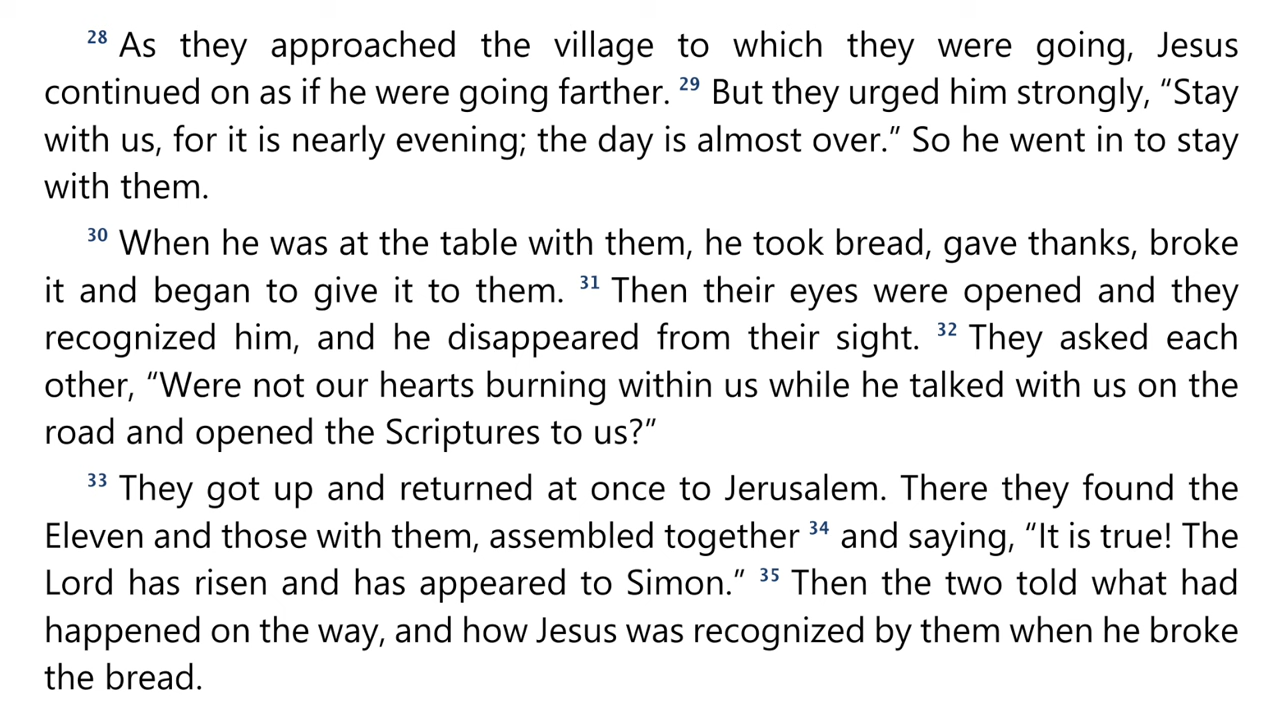 28 As they approached the village to which they were going, Jesus
continued on as if he were going farther. 29 But they urged him strongly, “Stay
with us, for it is nearly evening; the day is almost over.” So he went in to stay
with them.
30 When he was at the table with them, he took bread, gave thanks, broke
it and began to give it to them. 31 Then their eyes were opened and they
recognized him, and he disappeared from their sight. 32 They asked each
other, “Were not our hearts burning within us while he talked with us on the
road and opened the Scriptures to us?”
33 They got up and returned at once to Jerusalem. There they found the
Eleven and those with them, assembled together 34 and saying, “It is true! The
Lord has risen and has appeared to Simon.” 35 Then the two told what had
happened on the way, and how Jesus was recognized by them when he broke
the bread.